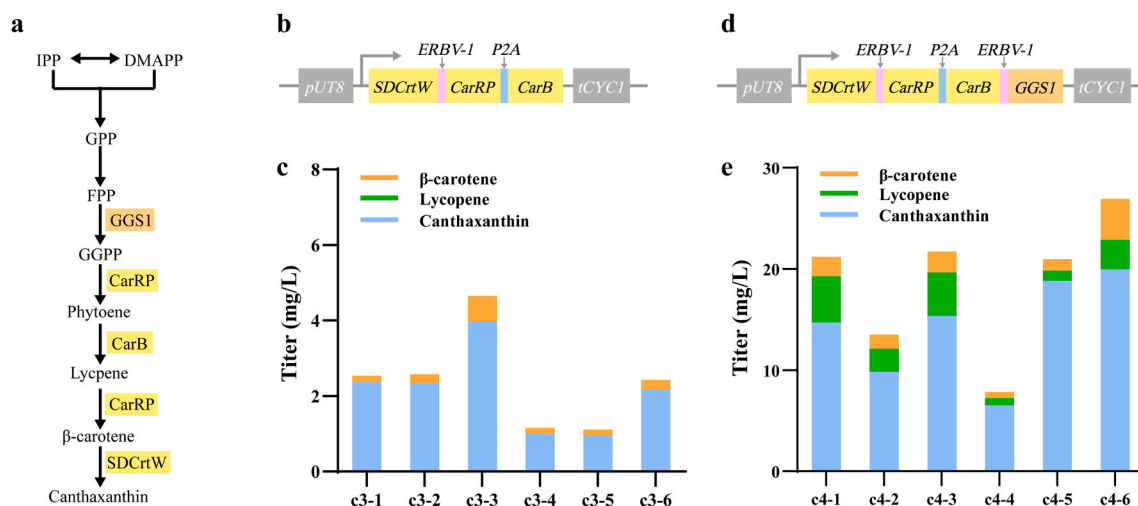 a
IPP DMAPP
GPP
FPP
GGS1
GGPP
CarRP
Phytoene
CarB
Lycpene
CarRP
β-carotene
SDCrtW
Canthaxanthin
b
ERBV-1 P2A
pUT8 SDCrtW CarRP CarB tCYC1
c
β-carotene
Lycopene
Canthaxanthin
Titer (mg/L)
8
6
4
2
0
c3-1 c3-2 c3-3 c3-4 c3-5 c3-6
d
ERBV-1 P2A ERBV-1
pUT8 SDCrtW CarRP CarB GGS1 tCYC1
e
β-carotene
Lycopene
Canthaxanthin
Titer (mg/L)
30
20
10
0
c4-1 c4-2 c4-3 c4-4 c4-5 c4-6